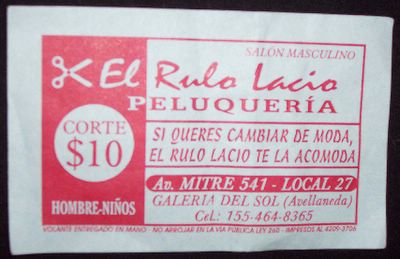 SALÓN MASCULINO
El Rulo Lacio
PELUQUERÍA
CORTE
$10
HOMBRE-NIÑOS
SI QUERES CAMBIAR DE MODA,
EL RULO LACIO TE LA ACOMODA
Av. MITRE 541 - LOCAL 27
GALERIA DEL SOL (Avellaneda)
Cel.: 155-464-8365
VOLANTE ENTREGADO EN MANO - NO ARROJAR EN LA VIA PUBLICA LEY 260 - IMPRESOS AL 4209-3706